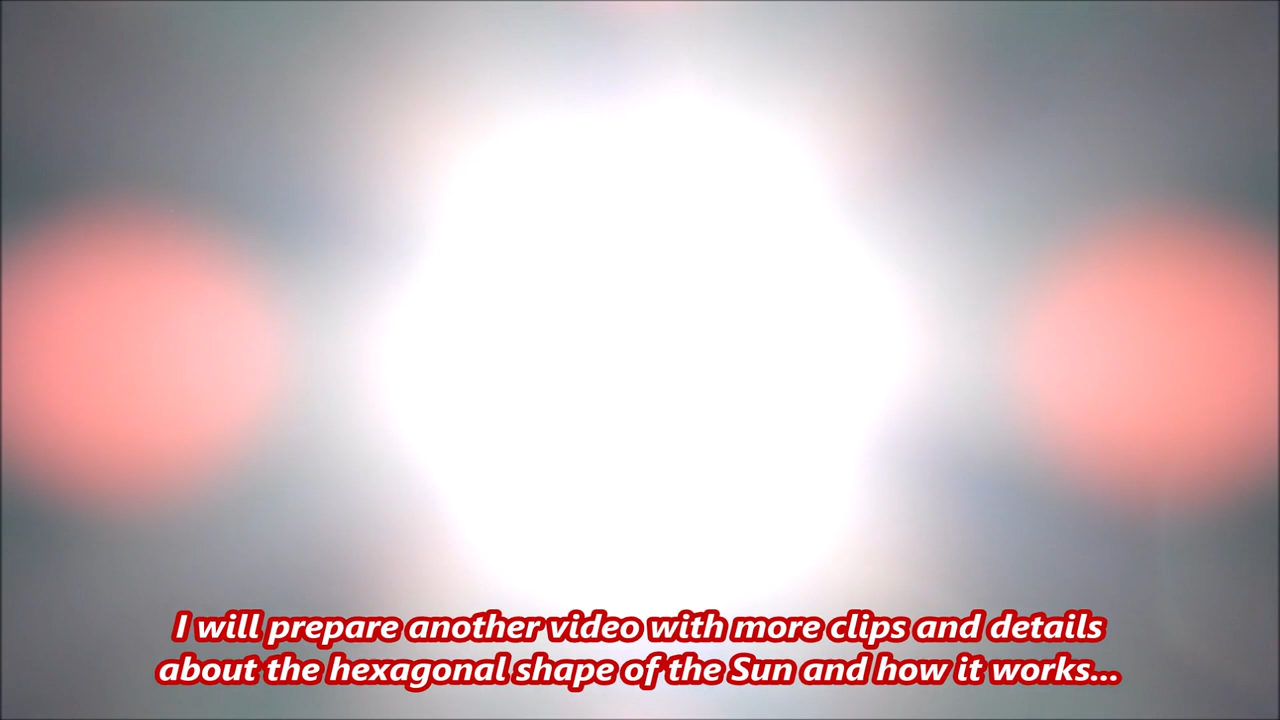 I will prepare another video with more clips and details
about the hexagonal shape of the Sun and how it works...